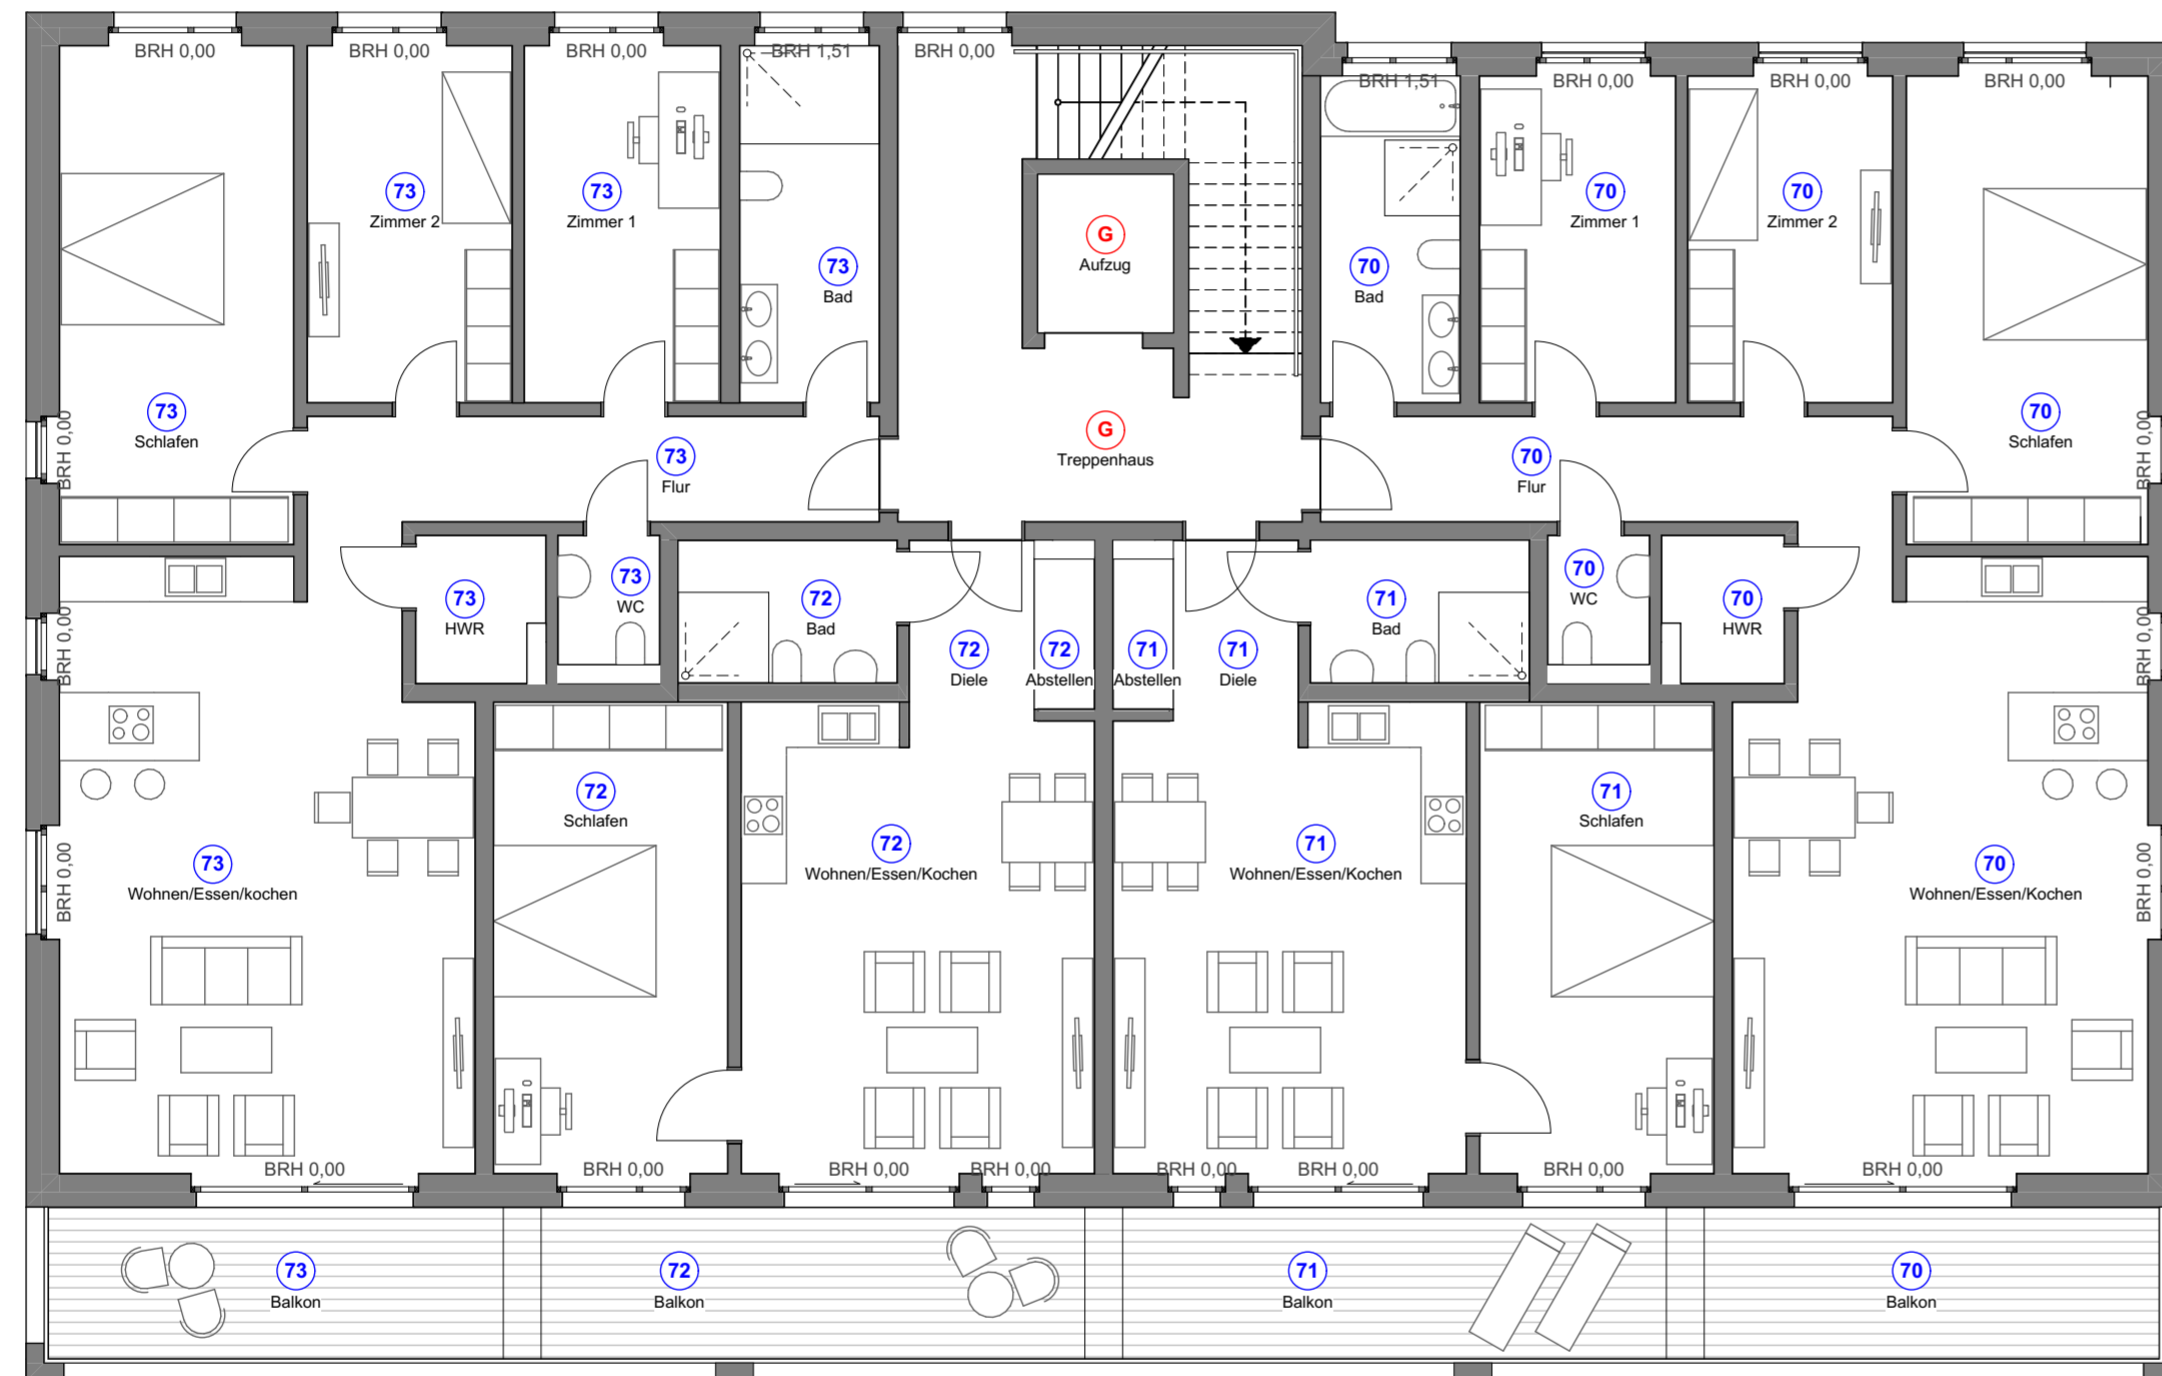 BRH 0,00
BRH 0,00
BRH 0,00
BRH 1,51
BRH 0,00
BRH 1,51
BRH 0,00
BRH 0,00
BRH 0,00
73
Zimmer 2
73
Zimmer 1
70
Zimmer 1
70
Zimmer 2
G
Aufzug
73
Bad
70
Bad
73
Schlafen
70
Schlafen
BRH 0,00
BRH 0,00
G
Treppenhaus
73
Flur
70
Flur
73
HWR
73
WC
72
Bad
72
Diele
72
Abstellen
71
Abstellen
71
Diele
71
Bad
70
WC
70
HWR
BRH 0,00
BRH 0,00
72
Schlafen
71
Schlafen
73
Wohnen/Essen/kochen
72
Wohnen/Essen/Kochen
71
Wohnen/Essen/Kochen
70
Wohnen/Essen/Kochen
BRH 0,00
BRH 0,00
BRH 0,00
BRH 0,00
BRH 0,00
BRH 0,00
BRH 0,00
BRH 0,00
BRH 0,00
BRH 0,00
73
Balkon
72
Balkon
71
Balkon
70
Balkon